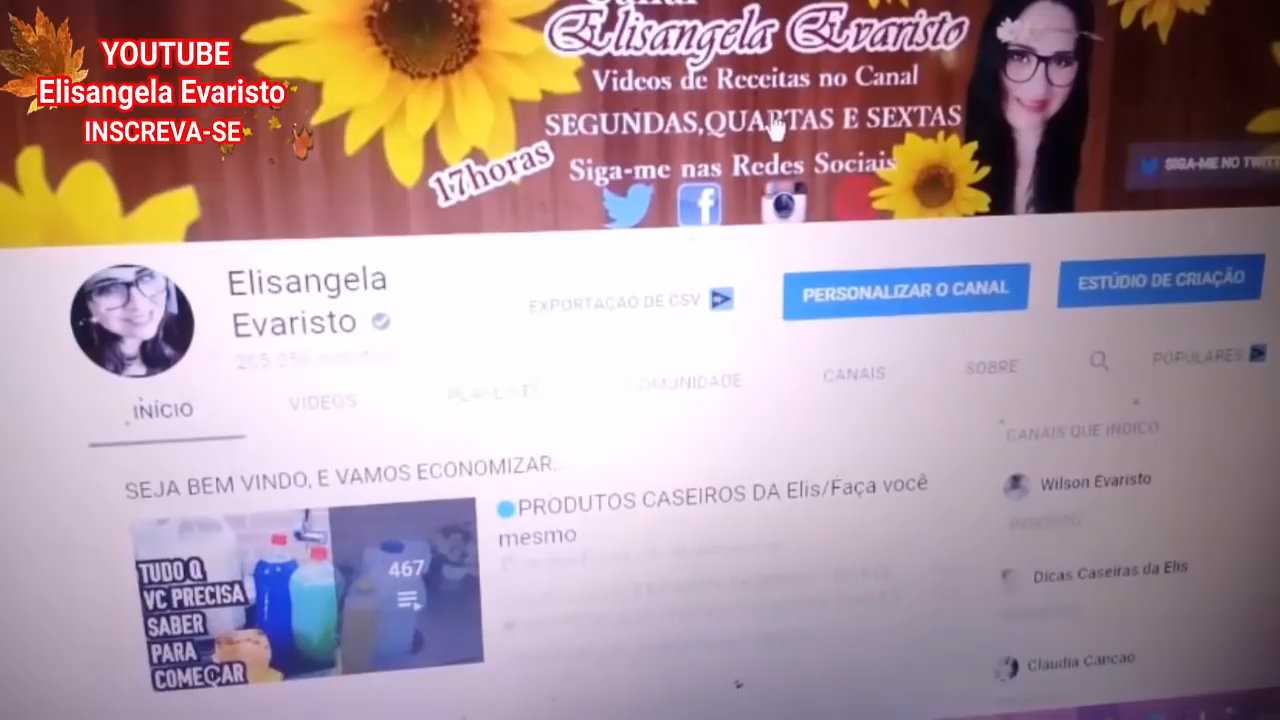 YOUTUBE
Elisangela Evaristo
INSCREVA-SE
Elisangela Evaristo
Videos de Receitas no Canal
SEGUNDAS,QUARTAS E SEXTAS
17horas
Siga-me nas Redes Sociais
SIGA-ME NO
Elisangela
Evaristo
EXPORTAÇÃO DE CSV
PERSONALIZAR O CANAL
ESTÚDIO DE CRIAÇÃO
INÍCIO
VÍDEOS
PLAYLISTS
COMUNIDADE
CANAIS
SOBRE
POPULARES
SEJA BEM VINDO, E VAMOS ECONOMIZAR...
CANAIS QUE INDICO
TUDO Q
VC PRECISA
SABER
PARA
COMEÇAR
467
PRODUTOS CASEIROS DA Elis/Faça você
mesmo
Wilson Evaristo
Dicas Caseiras da Elis
Claudia Cancao